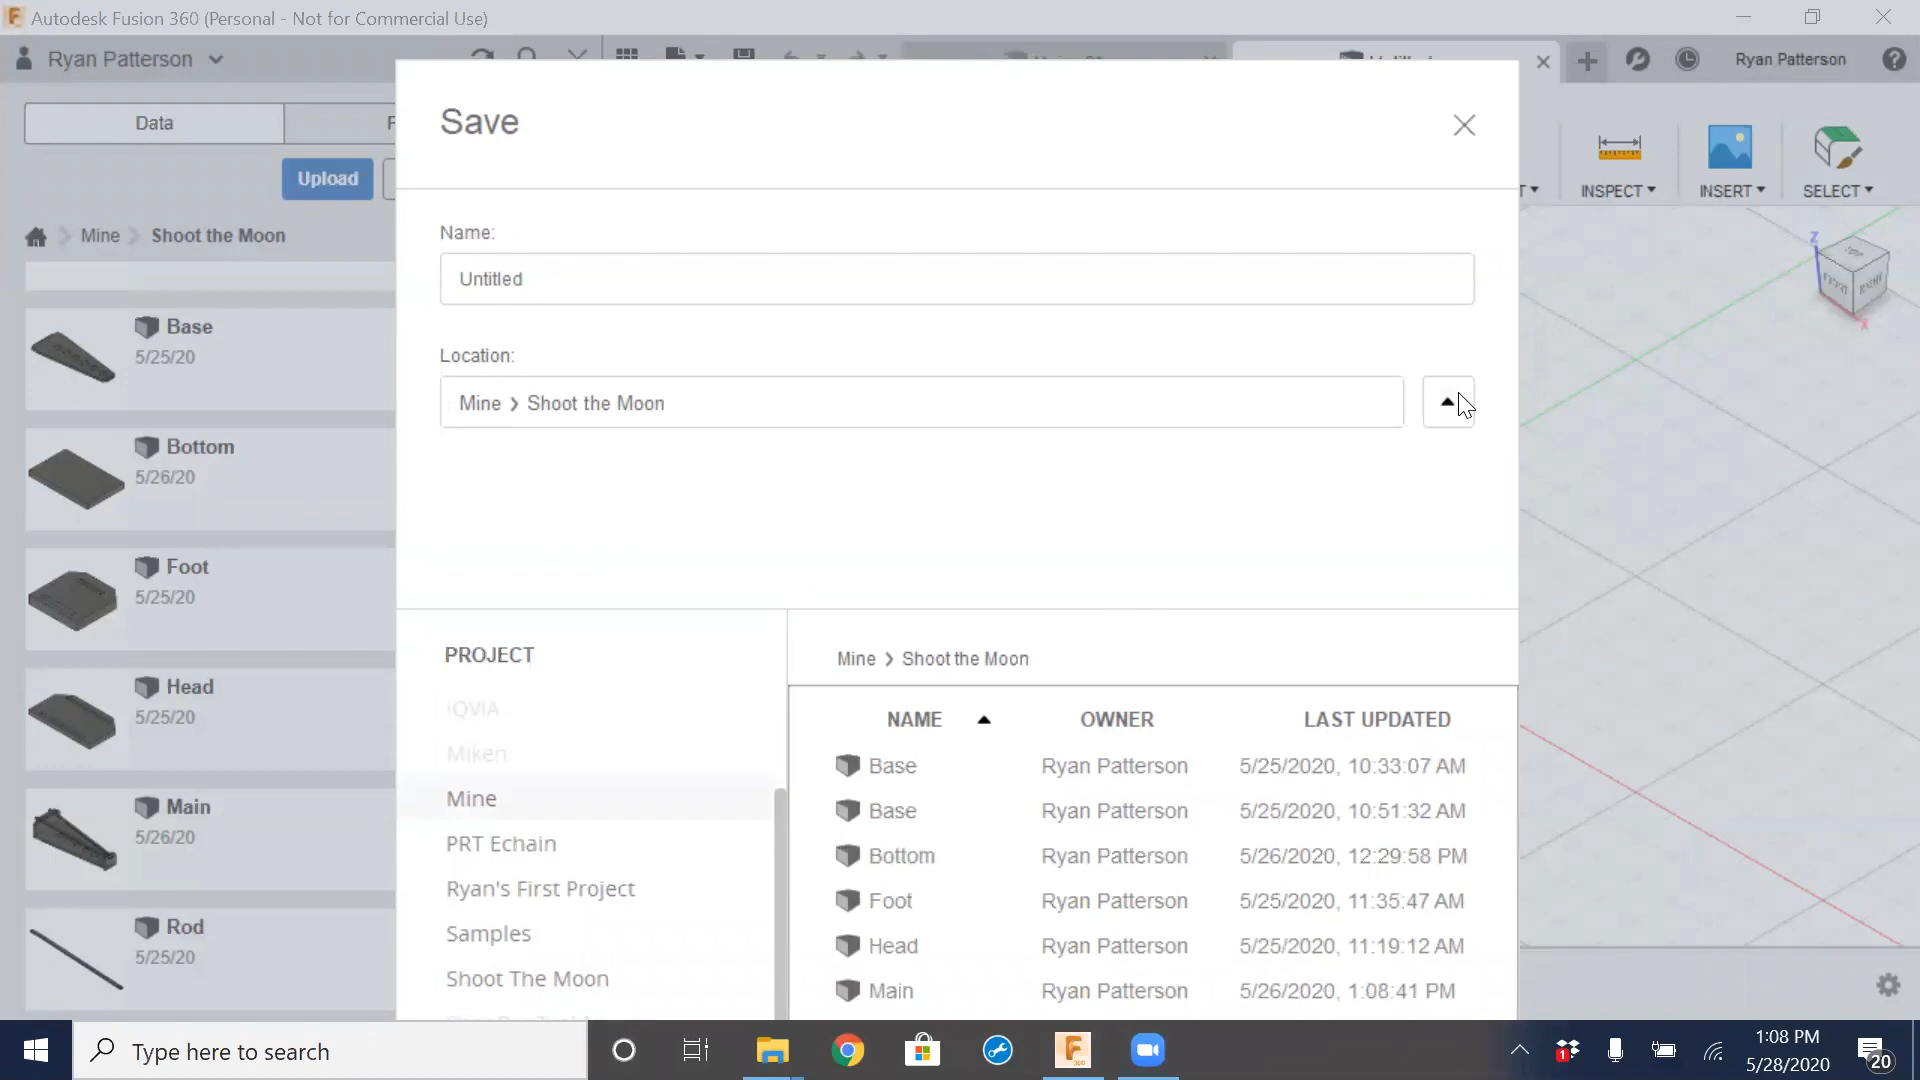 Autodesk Fusion 360 (Personal - Not for Commercial Use)
Ryan Patterson
Ryan Patterson
Data
Upload
INSPECT
INSERT
SELECT
Mine
Shoot the Moon
Base
5/25/20
Bottom
5/26/20
Foot
5/25/20
Head
5/25/20
Main
5/26/20
Rod
5/25/20
Save
Name:
Untitled
Location:
Mine > Shoot the Moon
PROJECT
IQVIA
Miken
Mine
PRT Echain
Ryan's First Project
Samples
Shoot The Moon
Mine > Shoot the Moon
NAME OWNER LAST UPDATED
Base Ryan Patterson 5/25/2020, 10:33:07 AM
Base Ryan Patterson 5/25/2020, 10:51:32 AM
Bottom Ryan Patterson 5/26/2020, 12:29:58 PM
Foot Ryan Patterson 5/25/2020, 11:35:47 AM
Head Ryan Patterson 5/25/2020, 11:19:12 AM
Main Ryan Patterson 5/26/2020, 1:08:41 PM
Z
TOP
FRONT
RIGHT
X
Type here to search
1
1:08 PM
5/28/2020
20